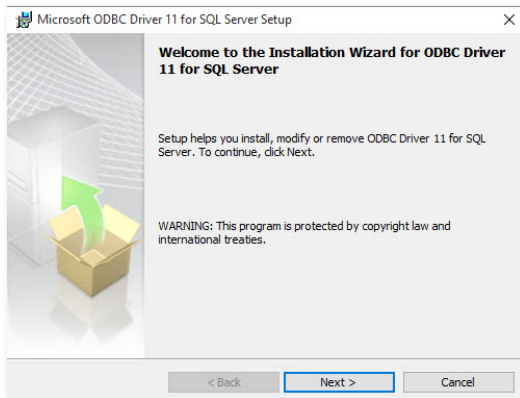 Microsoft ODBC Driver 11 for SQL Server Setup
Welcome to the Installation Wizard for ODBC Driver
11 for SQL Server
Setup helps you install, modify or remove ODBC Driver 11 for SQL
Server. To continue, click Next.
WARNING: This program is protected by copyright law and
international treaties.
< Back
Next >
Cancel